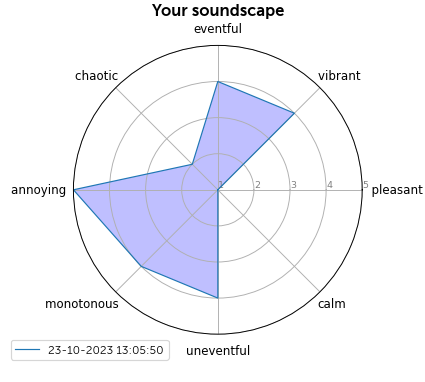 Your soundscape
eventful
chaotic
vibrant
annoying
1 2 3 4 5
pleasant
monotonous
calm
uneventful
23-10-2023 13:05:50